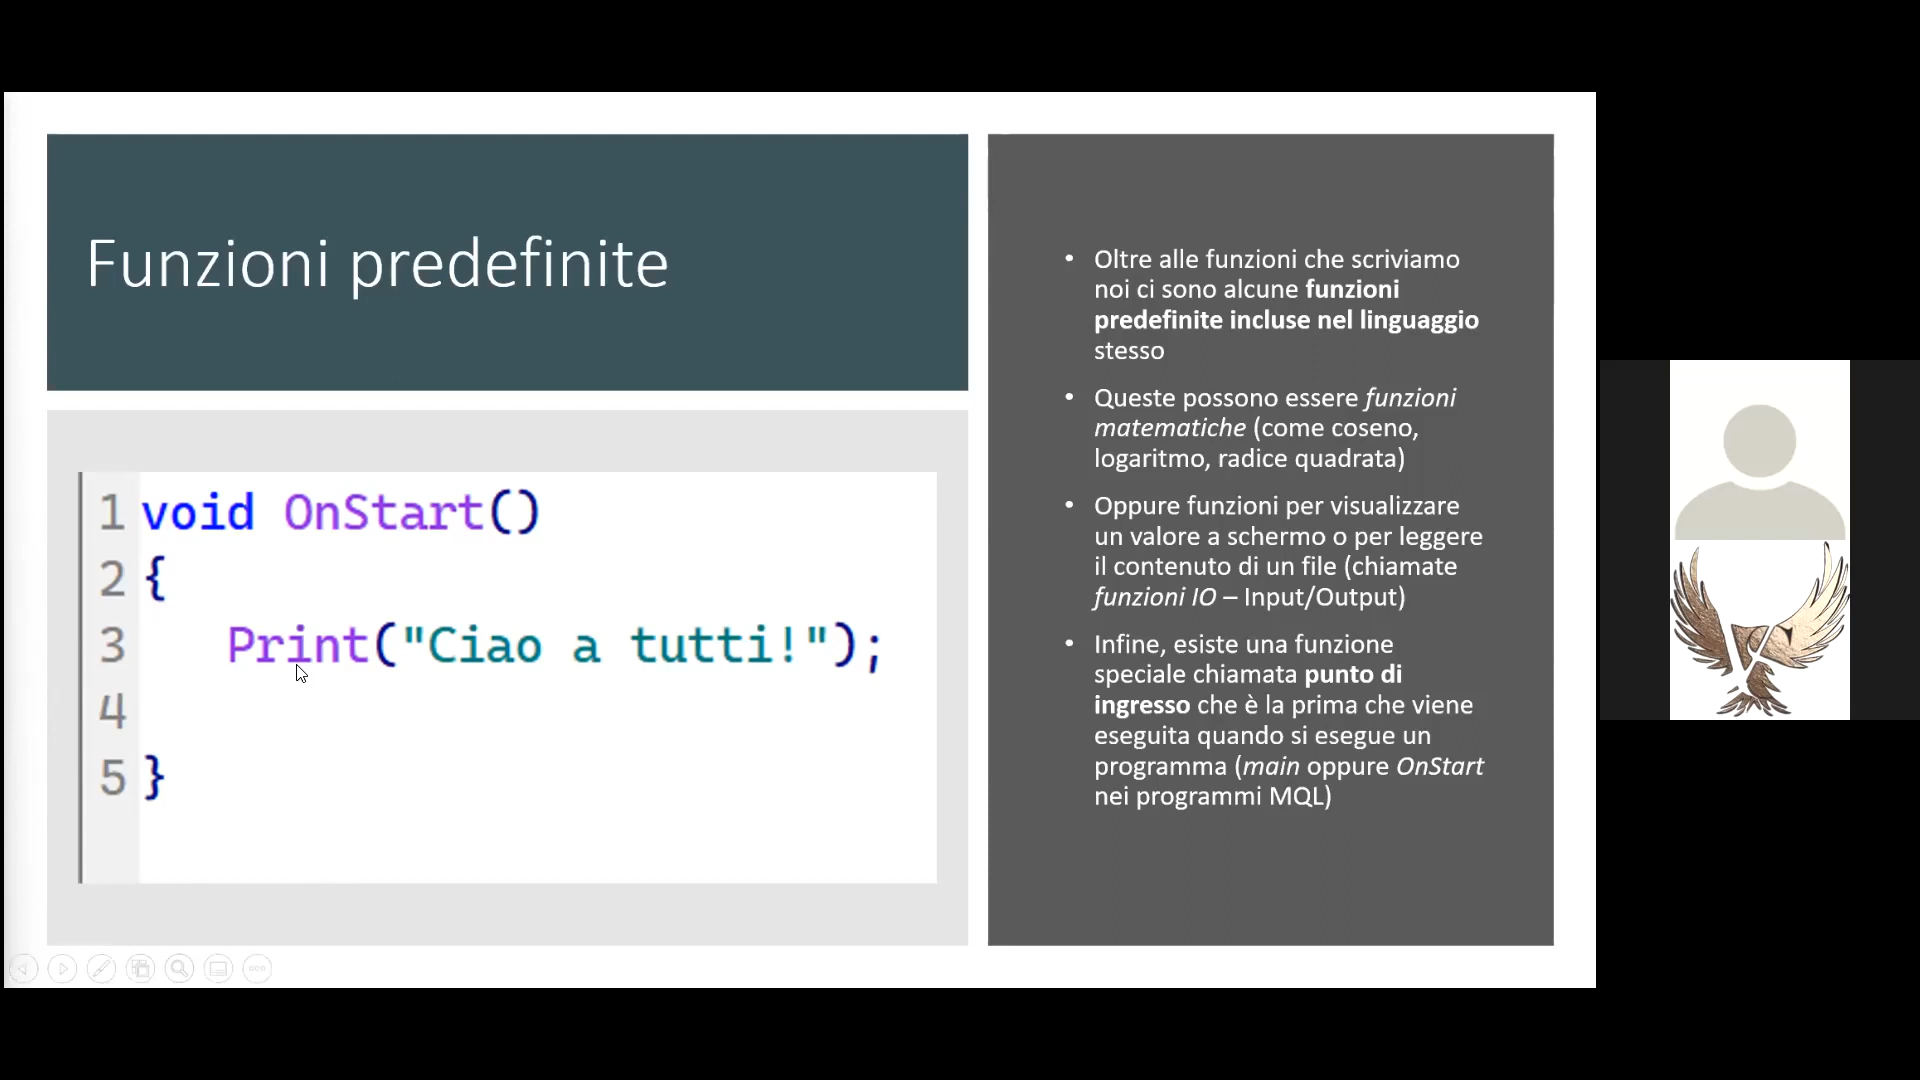 Funzioni predefinite
1 void OnStart()
2 {
3 Print("Ciao a tutti!");
4
5 }
• Oltre alle funzioni che scriviamo
noi ci sono alcune funzioni
predefinite incluse nel linguaggio
stesso
• Queste possono essere funzioni
matematiche (come coseno,
logaritmo, radice quadrata)
• Oppure funzioni per visualizzare
un valore a schermo o per leggere
il contenuto di un file (chiamate
funzioni IO – Input/Output)
• Infine, esiste una funzione
speciale chiamata punto di
ingresso che è la prima che viene
eseguita quando si esegue un
programma (main oppure OnStart
nei programmi MQL)